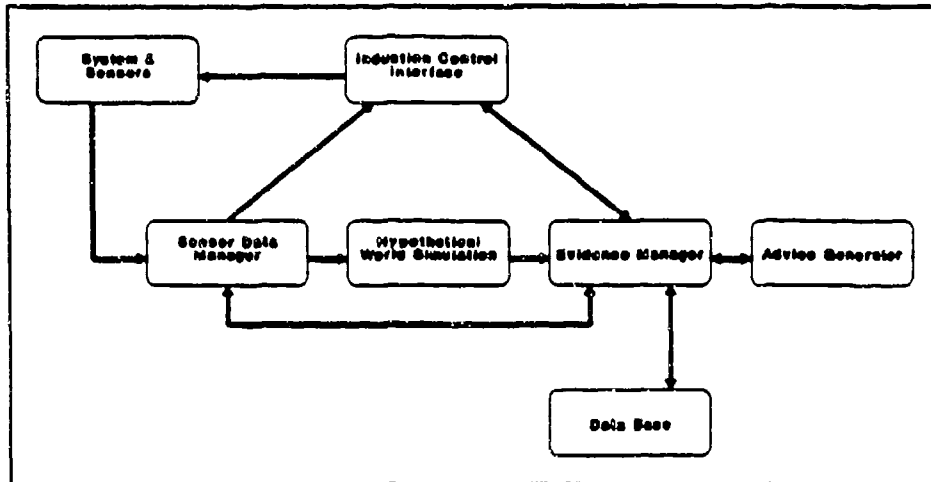 System &
Sensors
Induction Control
Interface
Sensor Data
Manager
Hypothetical
World Simulation
Evidence Manager
Advice Generator
Data Base